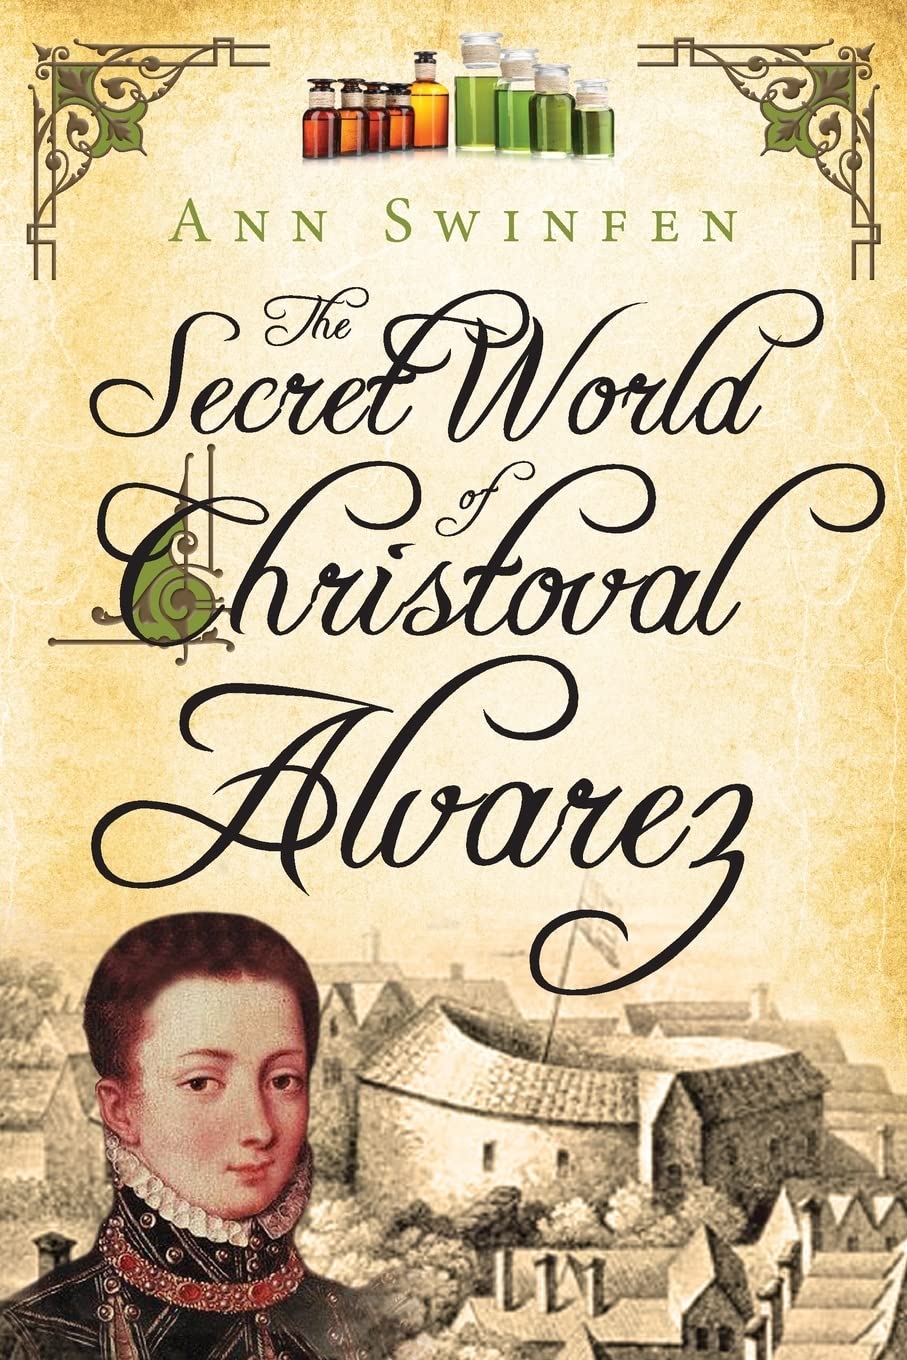 ANN SWINFEN
The
Secret World
of
Christoval
Alvarez